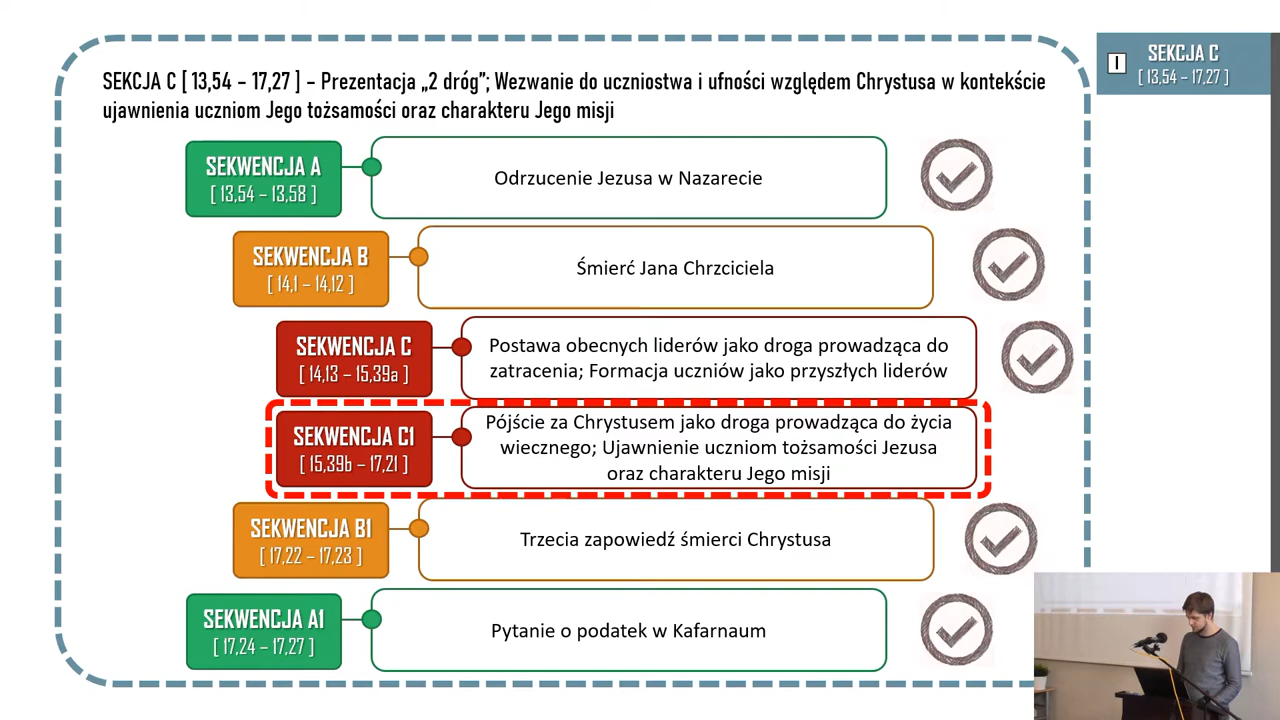 SEKCJA C [ 13,54 – 17,27 ] – Prezentacja „2 dróg”; Wezwanie do uczniostwa i ufności względem Chrystusa w kontekście
ujawnienia uczniom Jego tożsamości oraz charakteru Jego misji
I
SEKCJA C
[ 13,54 – 17,27 ]
SEKWENCJA A
[ 13,54 – 13,58 ]
Odrzucenie Jezusa w Nazarecie
SEKWENCJA B
[ 14,1 – 14,12 ]
Śmierć Jana Chrzciciela
SEKWENCJA C
[ 14,13 – 15,39a ]
Postawa obecnych liderów jako droga prowadząca do
zatracenia; Formacja uczniów jako przyszłych liderów
SEKWENCJA C1
[ 15,39b – 17,21 ]
Pójście za Chrystusem jako droga prowadząca do życia
wiecznego; Ujawnienie uczniom tożsamości Jezusa
oraz charakteru Jego misji
SEKWENCJA B1
[ 17,22 – 17,23 ]
Trzecia zapowiedź śmierci Chrystusa
SEKWENCJA A1
[ 17,24 – 17,27 ]
Pytanie o podatek w Kafarnaum